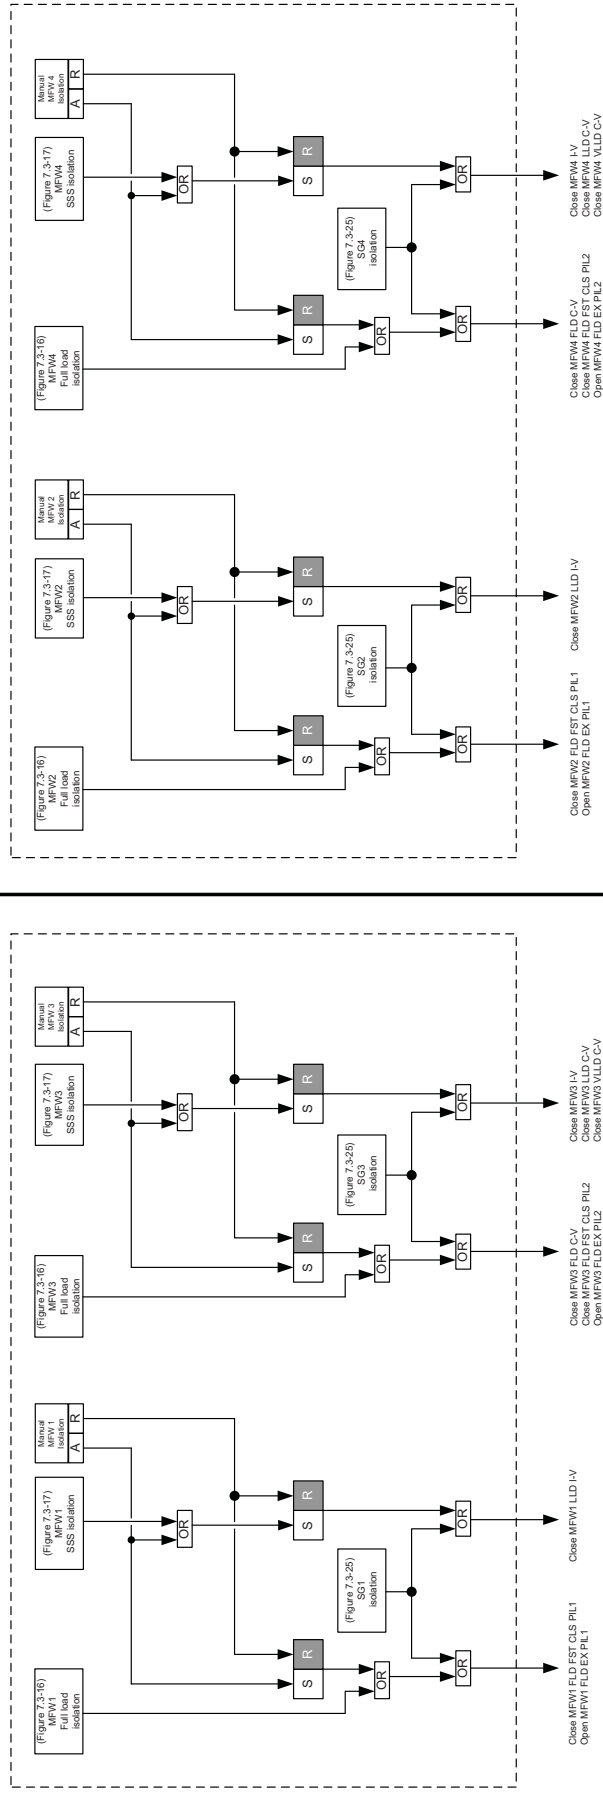 (Figure 7.3-16)
MFW1
Full load
isolation
(Figure 7.3-17)
MFW1
SSS isolation
Manual
MFW 1
Isolation
A R
OR
S R
S R
(Figure 7.3-25)
SG1
isolation
OR
OR
OR
Close MFW1 FLD FST CLS PIL1
Open MFW1 FLD EX PIL1
Close MFW1 LLD I-V
(Figure 7.3-16)
MFW3
Full load
isolation
(Figure 7.3-17)
MFW3
SSS isolation
Manual
MFW 3
Isolation
A R
OR
S R
S R
(Figure 7.3-25)
SG3
isolation
OR
OR
OR
Close MFW3 FLD C-V
Close MFW3 FLD FST CLS PIL2
Open MFW3 FLD EX PIL2
Close MFW3 I-V
Close MFW3 LLD C-V
Close MFW3 VLLD C-V
(Figure 7.3-16)
MFW2
Full load
isolation
(Figure 7.3-17)
MFW2
SSS isolation
Manual
MFW 2
Isolation
A R
OR
S R
S R
(Figure 7.3-25)
SG2
isolation
OR
OR
OR
Close MFW2 FLD FST CLS PIL1
Open MFW2 FLD EX PIL1
Close MFW2 LLD I-V
(Figure 7.3-16)
MFW4
Full load
isolation
(Figure 7.3-17)
MFW4
SSS isolation
Manual
MFW 4
Isolation
A R
OR
S R
S R
(Figure 7.3-25)
SG4
isolation
OR
OR
OR
Close MFW4 FLD C-V
Close MFW4 FLD FST CLS PIL2
Open MFW4 FLD EX PIL2
Close MFW4 I-V
Close MFW4 LLD C-V
Close MFW4 VLLD C-V